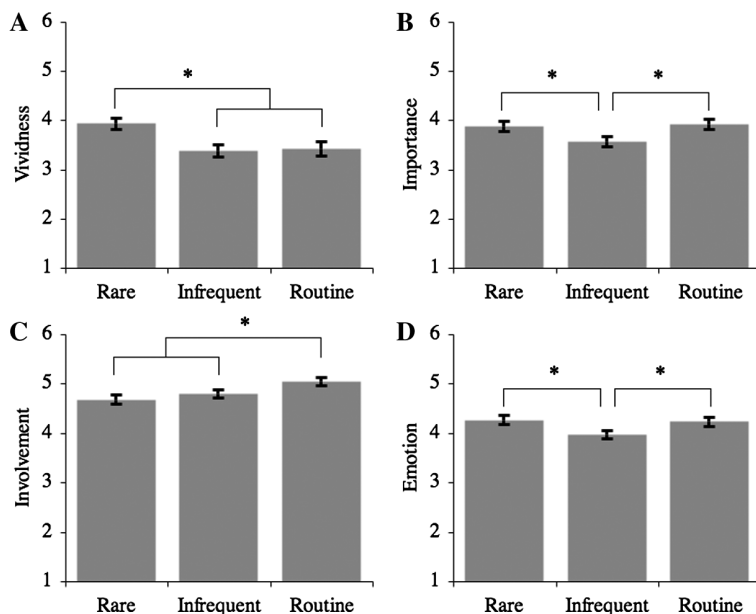 A
Vividness
6
5
4
3
2
1
*
Rare Infrequent Routine
B
Importance
6
5
4
3
2
1
* *
Rare Infrequent Routine
C
Involvement
6
5
4
3
2
1
*
Rare Infrequent Routine
D
Emotion
6
5
4
3
2
1
* *
Rare Infrequent Routine